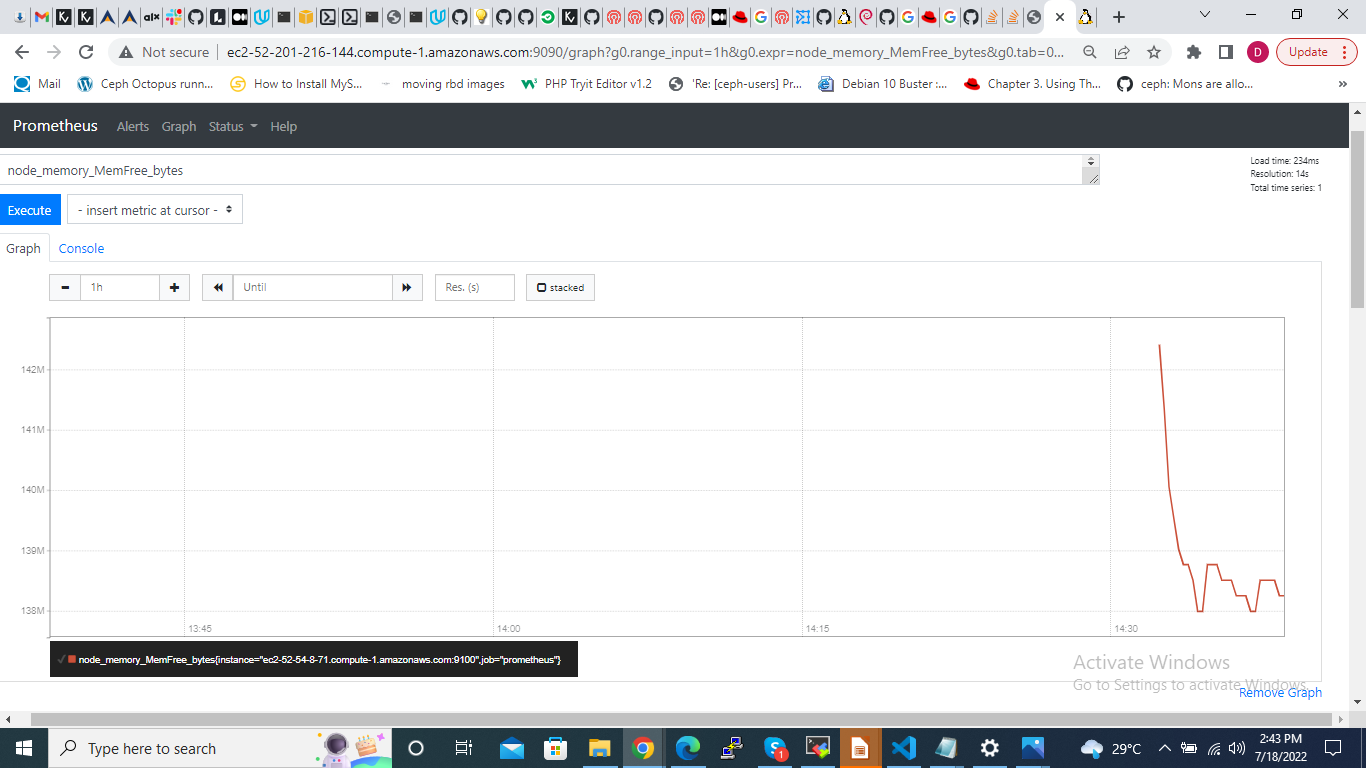 alx
Not secure
ec2-52-201-216-144.compute-1.amazonaws.com:9090/graph?g0.range_input=1h&g0.expr=node_memory_MemFree_bytes&g0.tab=0...
D
Update
Mail
Ceph Octopus runn...
How to Install MyS...
moving rbd images
PHP Tryit Editor v1.2
'Re: [ceph-users] Pr...
Debian 10 Buster :...
Chapter 3. Using Th...
ceph: Mons are allo...
»
Prometheus
Alerts
Graph
Status
Help
node_memory_MemFree_bytes
Load time: 234ms
Resolution: 14s
Total time series: 1
Execute
- insert metric at cursor -
Graph
Console
1h
Until
Res. (s)
stacked
142M
141M
140M
139M
138M
13:45
14:00
14:15
14:30
node_memory_MemFree_bytes{instance="ec2-52-54-8-71.compute-1.amazonaws.com:9100",job="prometheus"}
Activate Windows
Go to Settings to activate Windows.
Remove Graph
Type here to search
1
29°C
2:43 PM
7/18/2022